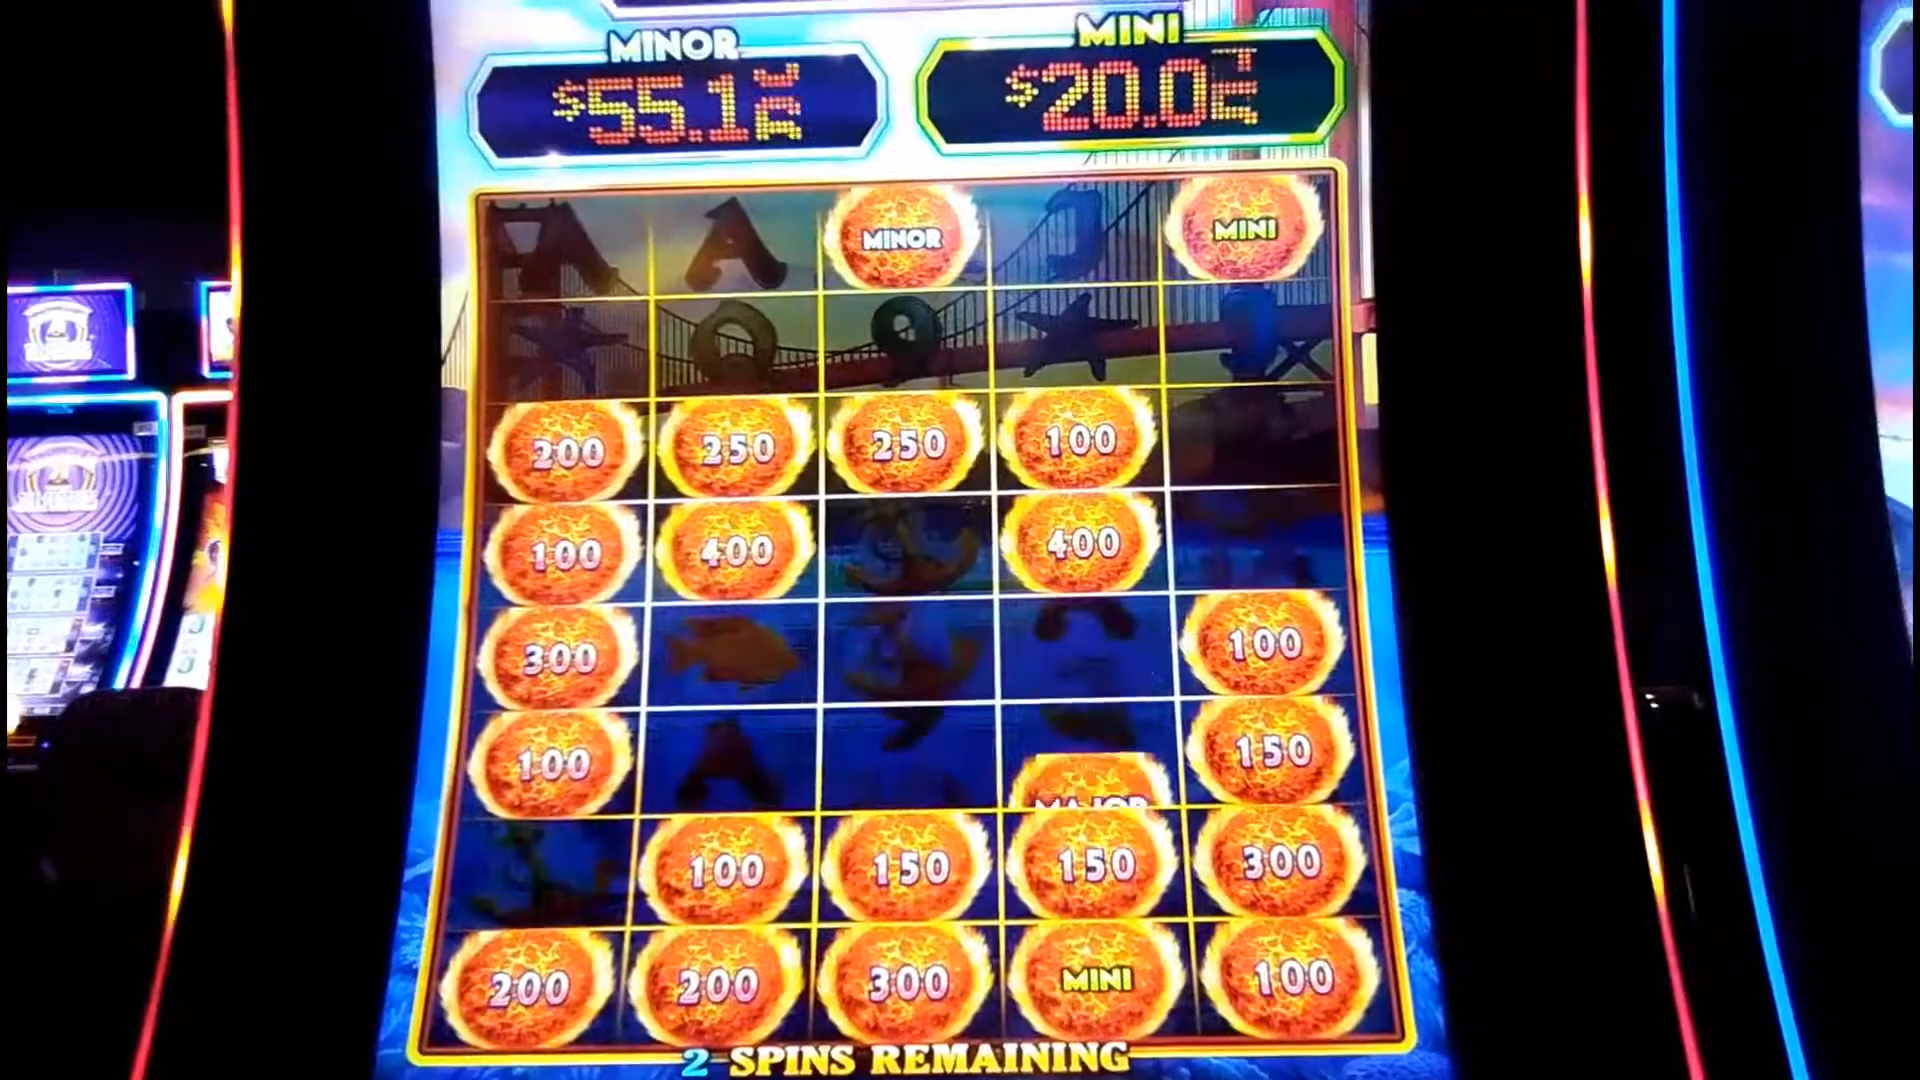 MINOR MINI
$55.1 $20.0
MINOR MINI
200 250 250 100
100 400 400
300 100
100 150
MAJOR
100 150 150 300
200 200 300 MINI 100
2 SPINS REMAINING